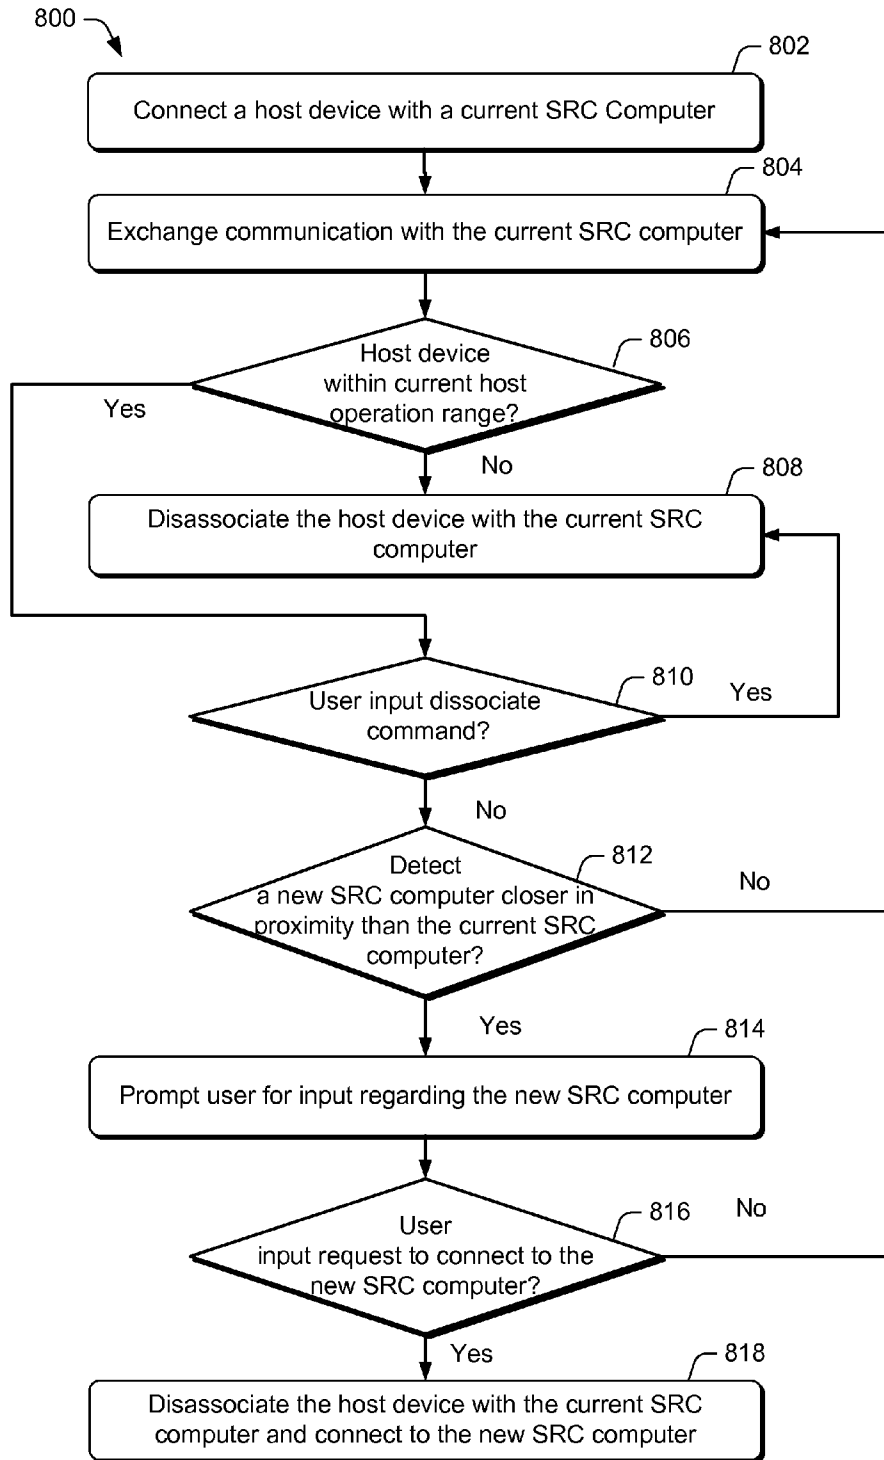 800
802
Connect a host device with a current SRC Computer
804
Exchange communication with the current SRC computer
806
Host device
within current host
operation range?
Yes
No
808
Disassociate the host device with the current SRC
computer
810
User input dissociate
command?
Yes
No
812
Detect
a new SRC computer closer in
proximity than the current SRC
computer?
No
Yes
814
Prompt user for input regarding the new SRC computer
816
User
input request to connect to the
new SRC computer?
No
Yes
818
Disassociate the host device with the current SRC
computer and connect to the new SRC computer